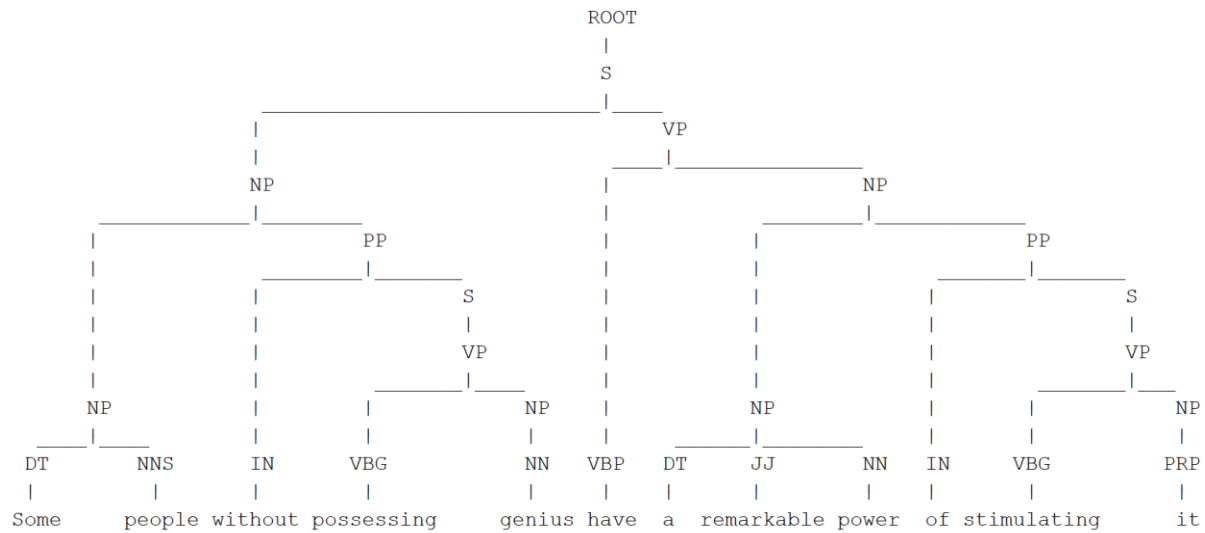 ROOT
S
VP
NP NP
PP PP
S S
VP VP
NP NP NP NP
DT NNS IN VBG NN VBP DT JJ NN IN VBG PRP
Some people without possessing genius have a remarkable power of stimulating it